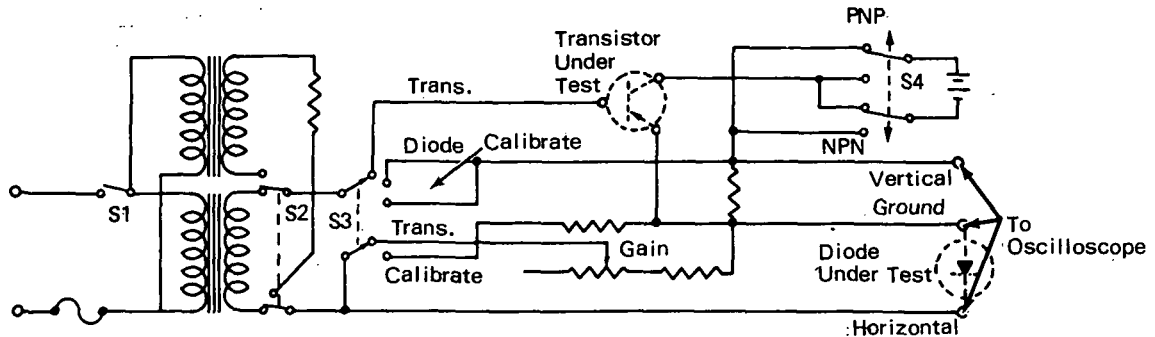 PNP
Transistor
Under
Test
S4
Trans.
Diode
Calibrate
NPN
Vertical
S1
S2
S3
Ground
Trans.
To
Oscilloscope
Gain
Diode
Under Test
Calibrate
Horizontal